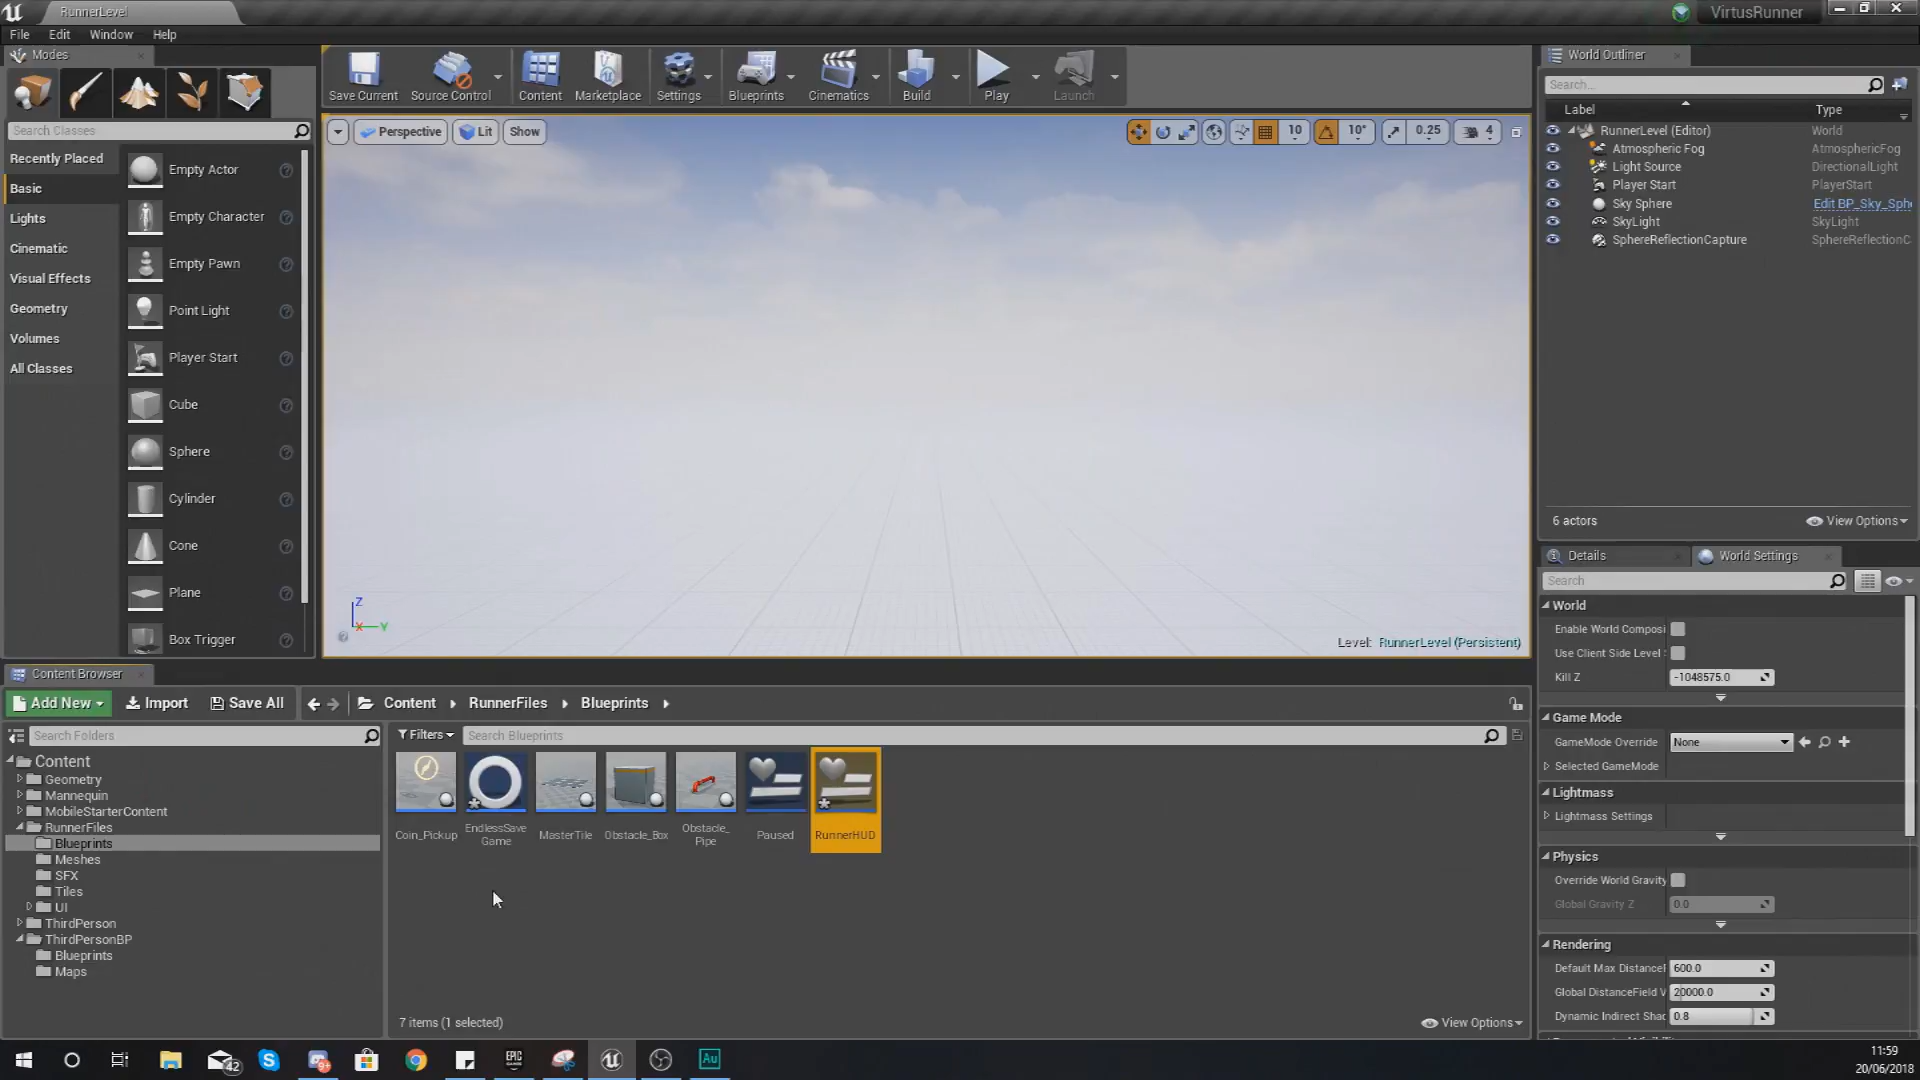 RunnerLevel
VirtusRunner
File Edit Window Help
Modes
Search Classes
Recently Placed
Basic
Lights
Cinematic
Visual Effects
Geometry
Volumes
All Classes
Empty Actor
Empty Character
Empty Pawn
Point Light
Player Start
Cube
Sphere
Cylinder
Cone
Plane
Box Trigger
Save Current
Source Control
Content
Marketplace
Settings
Blueprints
Cinematics
Build
Play
Launch
Perspective
Lit
Show
10
10°
0.25
4
Z
X
Y
Level: RunnerLevel (Persistent)
World Outliner
Search...
Label Type
RunnerLevel (Editor) World
Atmospheric Fog AtmosphericFog
Light Source DirectionalLight
Player Start PlayerStart
Sky Sphere Edit BP_Sky_Sph
SkyLight SkyLight
SphereReflectionCapture SphereReflectionC
6 actors
View Options
Details
World Settings
Search
World
Enable World Composi
Use Client Side Level
Kill Z -1048575.0
Game Mode
GameMode Override None
Selected GameMode
Lightmass
Lightmass Settings
Physics
Override World Gravity
Global Gravity Z 0.0
Rendering
Default Max DistanceF 600.0
Global DistanceField V 20000.0
Dynamic Indirect Shac 0.8
Content Browser
Add New
Import
Save All
Content
RunnerFiles
Blueprints
Search Folders
Filters
Search Blueprints
Content
Geometry
Mannequin
MobileStarterContent
RunnerFiles
Blueprints
Meshes
SFX
Tiles
UI
ThirdPerson
ThirdPersonBP
Blueprints
Maps
Coin_Pickup
EndlessSave
Game
MasterTile
Obstacle_Box
Obstacle_
Pipe
Paused
RunnerHUD
7 items (1 selected)
View Options
42
9+
EPIC
Au
11:59
20/06/2018